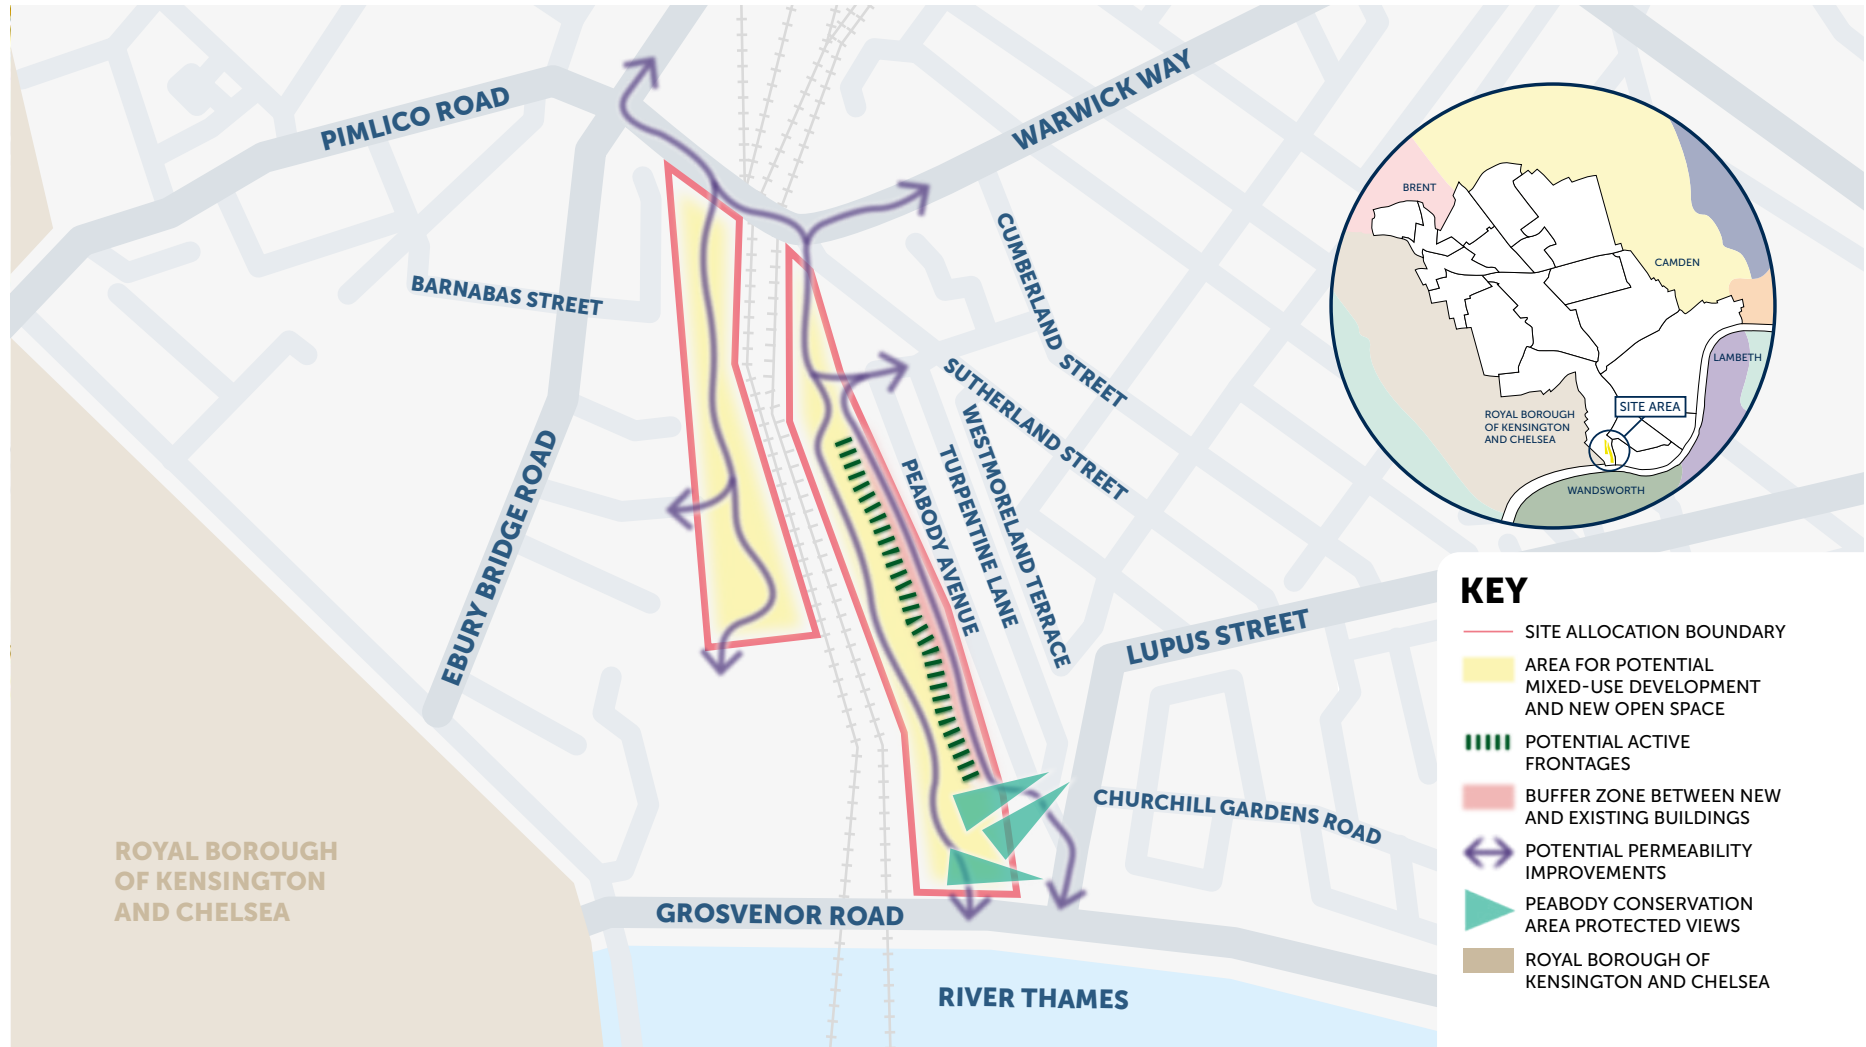 PIMLICO ROAD
WARWICK WAY
BARNABAS STREET
CUMBERLAND STREET
SUTHERLAND STREET
WESTMORELAND TERRACE
TURPENTINE LANE
PEABODY AVENUE
EBURY BRIDGE ROAD
LUPUS STREET
CHURCHILL GARDENS ROAD
GROSVENOR ROAD
RIVER THAMES
ROYAL BOROUGH
OF KENSINGTON
AND CHELSEA
BRENT
CAMDEN
LAMBETH
SITE AREA
ROYAL BOROUGH
OF KENSINGTON
AND CHELSEA
WANDSWORTH
KEY
SITE ALLOCATION BOUNDARY
AREA FOR POTENTIAL
MIXED-USE DEVELOPMENT
AND NEW OPEN SPACE
POTENTIAL ACTIVE
FRONTAGES
BUFFER ZONE BETWEEN NEW
AND EXISTING BUILDINGS
POTENTIAL PERMEABILITY
IMPROVEMENTS
PEABODY CONSERVATION
AREA PROTECTED VIEWS
ROYAL BOROUGH OF
KENSINGTON AND CHELSEA